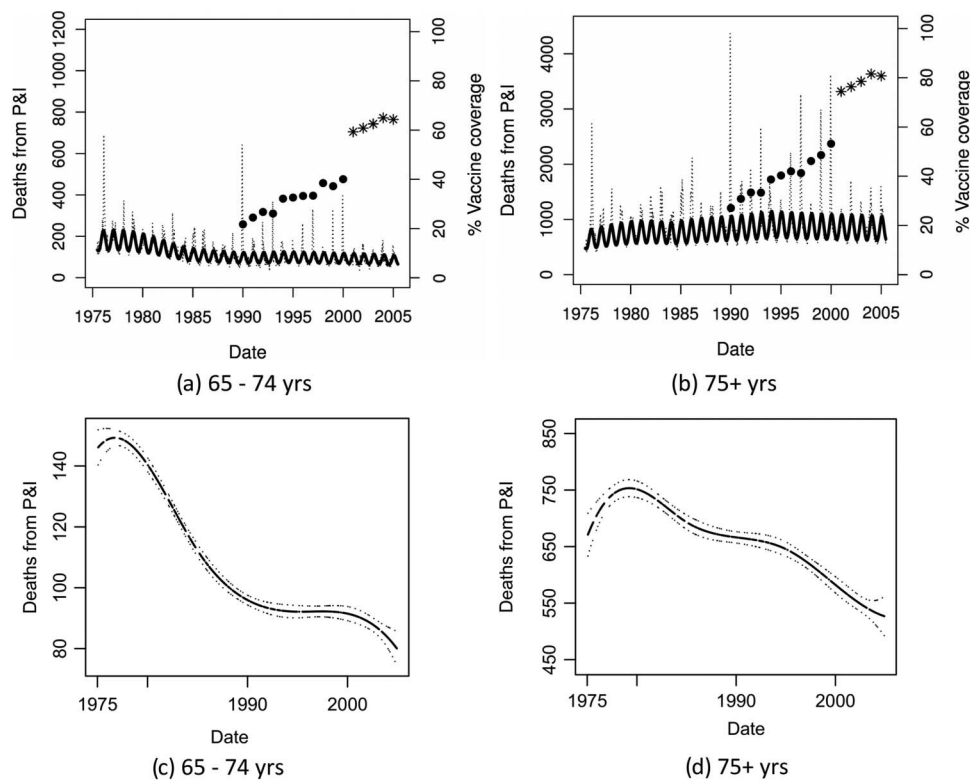 1200
1000
800
600
400
200
0
Deaths from P&I
100
80
60
40
20
0
% Vaccine coverage
1975 1980 1985 1990 1995 2000 2005
Date
(a) 65 - 74 yrs
4000
3000
2000
1000
0
Deaths from P&I
100
80
60
40
20
0
% Vaccine coverage
1975 1980 1985 1990 1995 2000 2005
Date
(b) 75+ yrs
140
120
100
80
Deaths from P&I
1975 1990 2000
Date
(c) 65 - 74 yrs
850
750
650
550
450
Deaths from P&I
1975 1990 2000
Date
(d) 75+ yrs